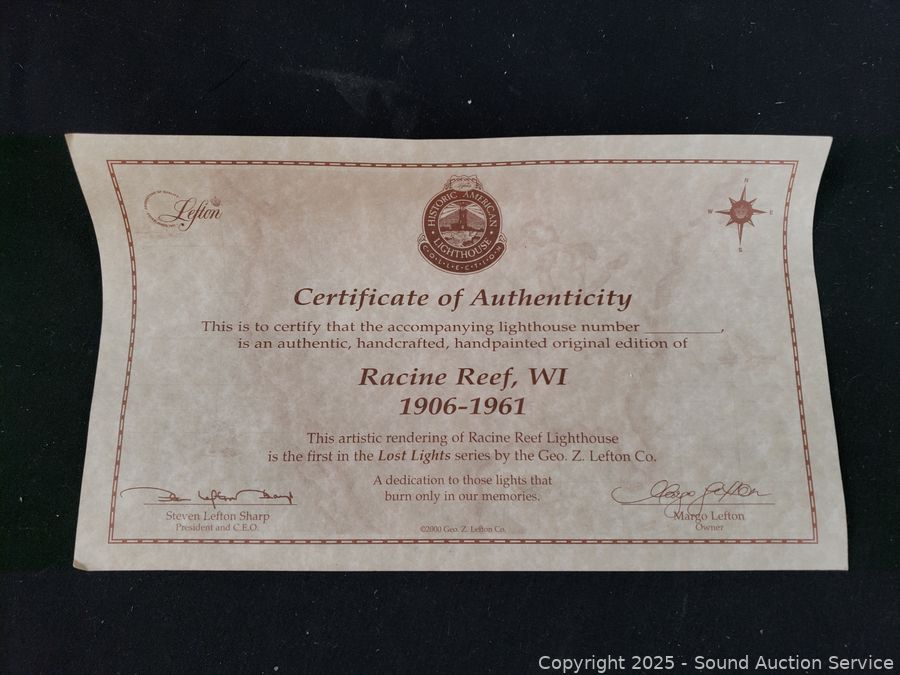 Lefton
HISTORIC AMERICAN
LIGHTHOUSE
COLLECTION
N
W E
S
Certificate of Authenticity
This is to certify that the accompanying lighthouse number __________,
is an authentic, handcrafted, handpainted original edition of
Racine Reef, WI
1906-1961
This artistic rendering of Racine Reef Lighthouse
is the first in the Lost Lights series by the Geo. Z. Lefton Co.
A dedication to those lights that
burn only in our memories.
Steven Lefton Sharp
President and C.E.O.
Margo Lefton
Owner
©2000 Geo. Z. Lefton Co.
Copyright 2025 - Sound Auction Service